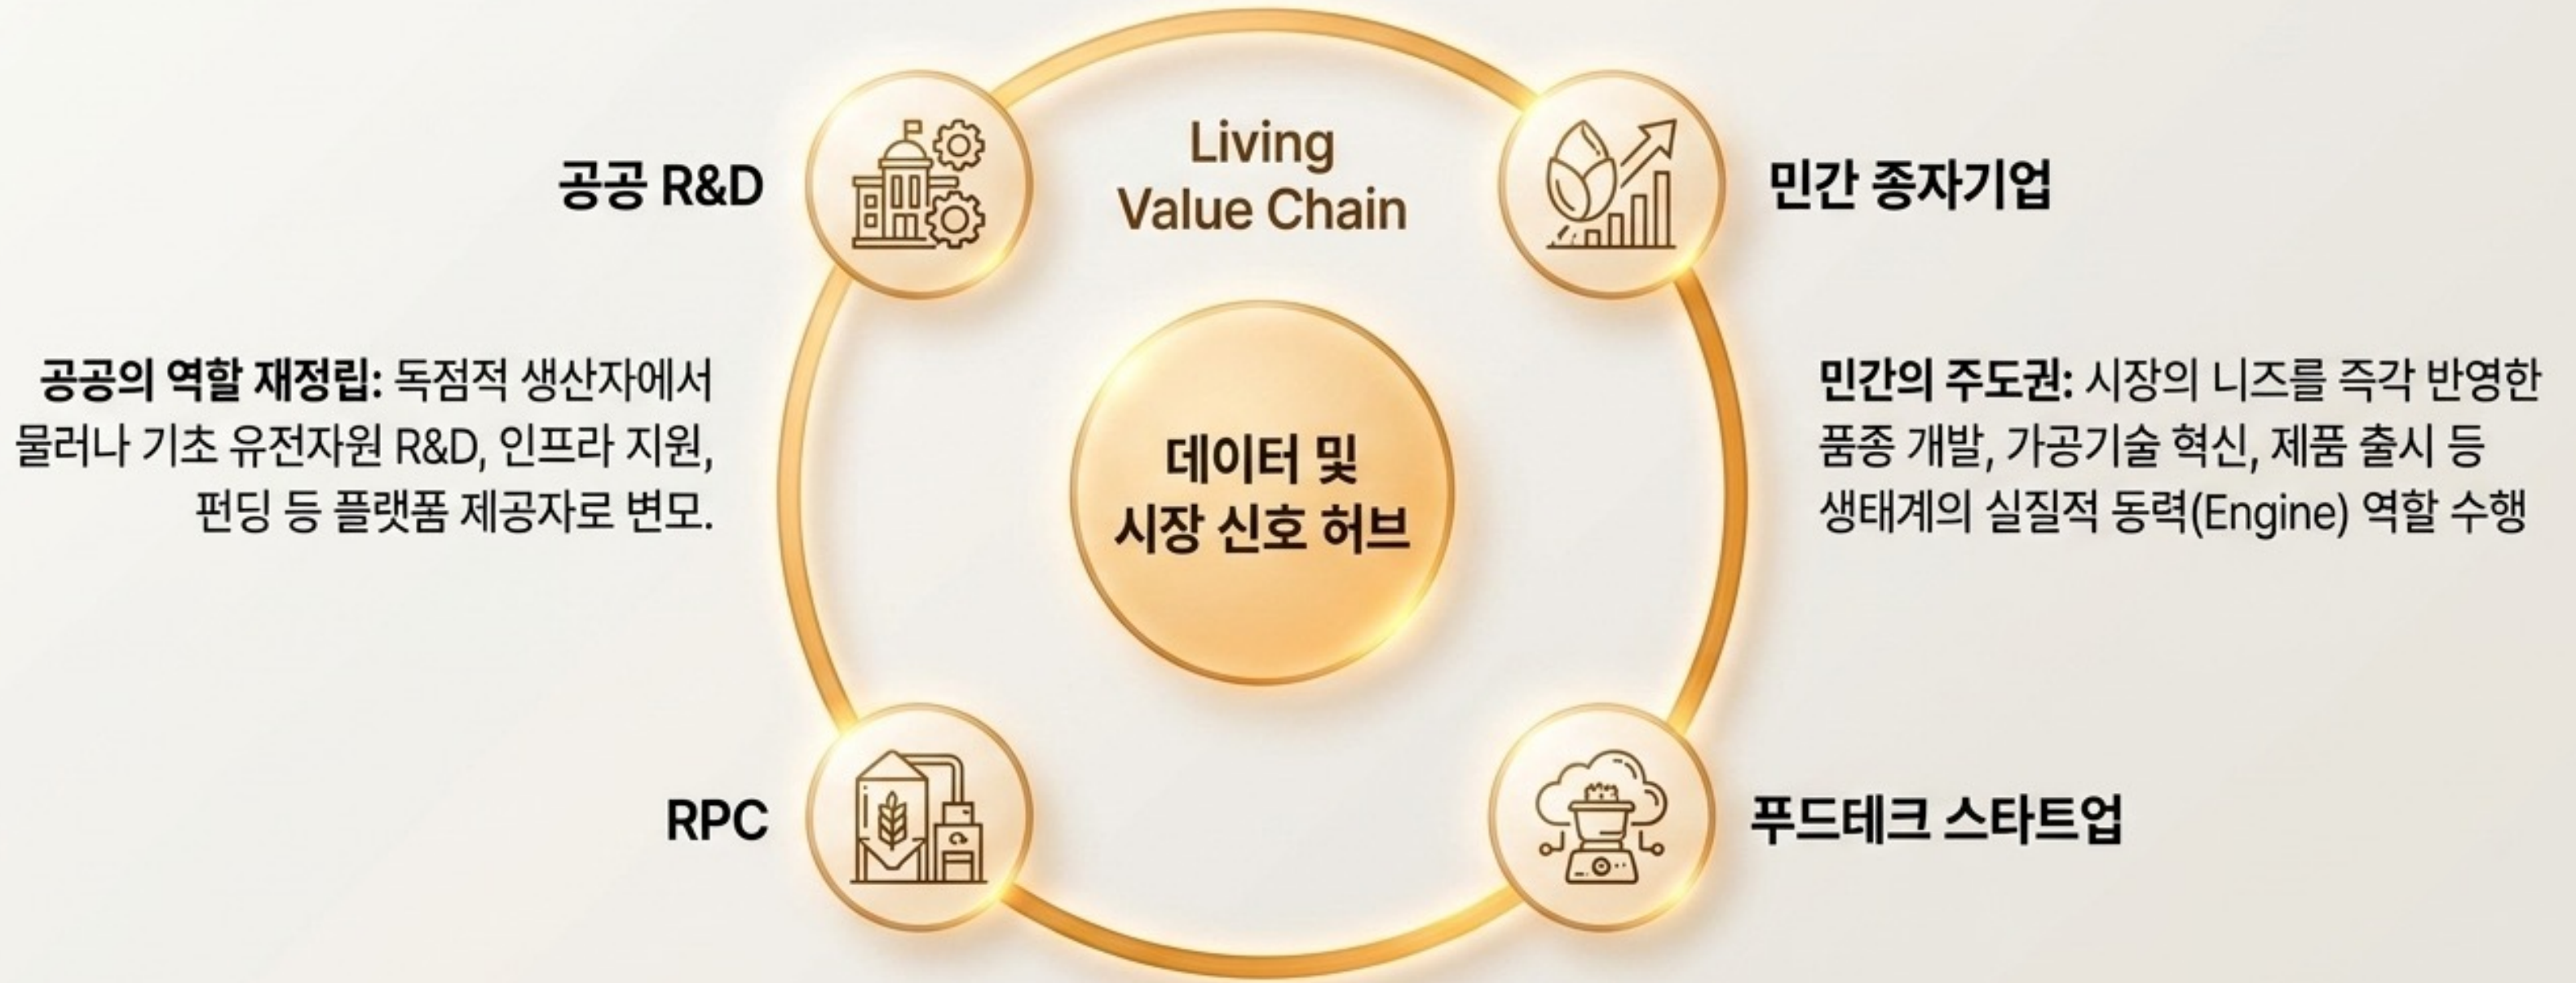 Living
Value Chain
공공 R&D
민간 종자기업
공공의 역할 재정립: 독점적 생산자에서
물러나 기초 유전자원 R&D, 인프라 지원,
펀딩 등 플랫폼 제공자로 변모.
데이터 및
시장 신호 허브
민간의 주도권: 시장의 니즈를 즉각 반영한
품종 개발, 가공기술 혁신, 제품 출시 등
생태계의 실질적 동력(Engine) 역할 수행
RPC
푸드테크 스타트업